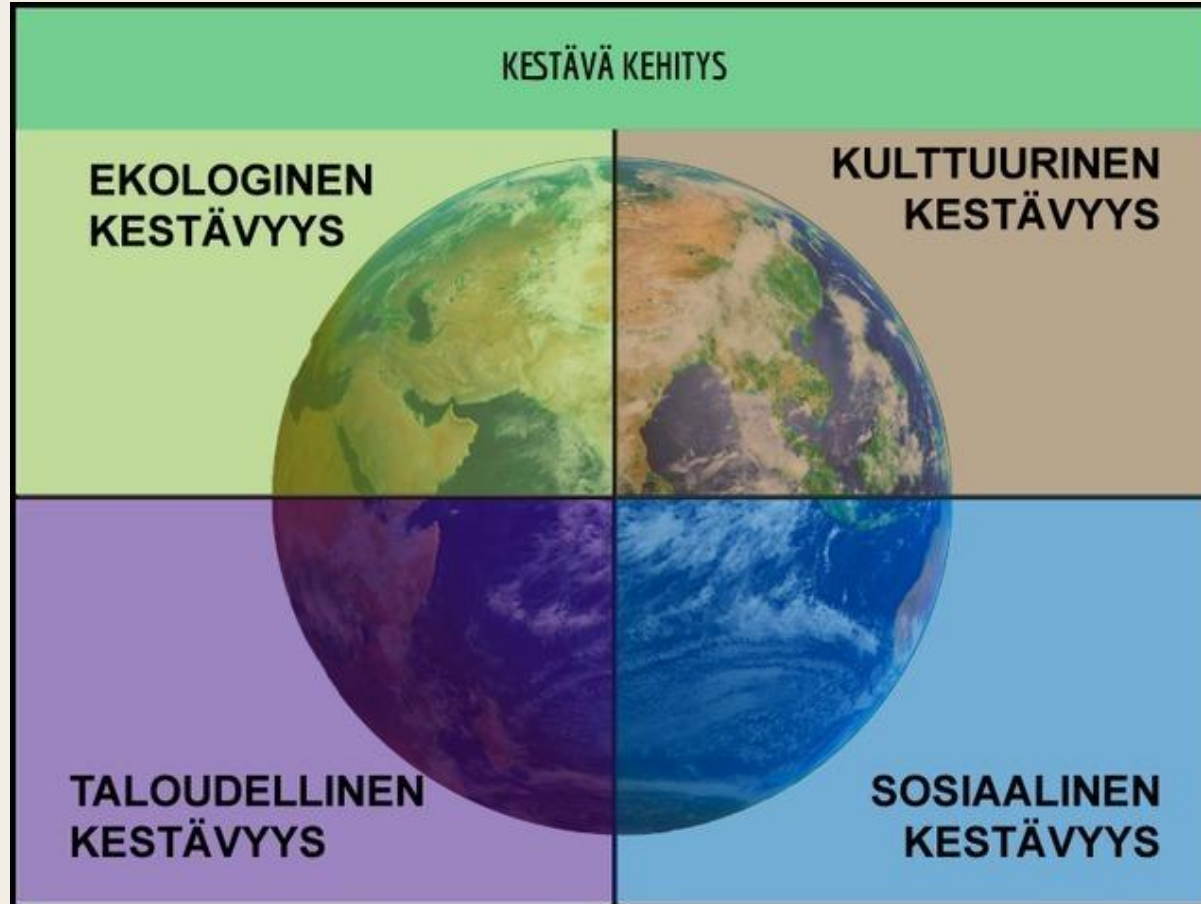 KESTÄVÄ KEHITYS
EKOLOGINEN
KESTÄVYYS
KULTTUURINEN
KESTÄVYYS
TALOUDELLINEN
KESTÄVYYS
SOSIAALINEN
KESTÄVYYS